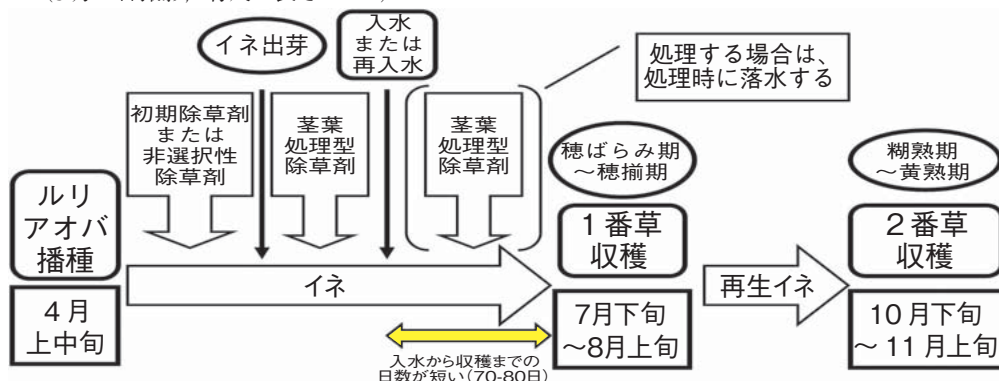 イネ出芽
入水
または
再入水
処理する場合は、
処理時に落水する
初期除草剤
または
非選択性
除草剤
茎葉
処理型
除草剤
茎葉
処理型
除草剤
穂ばらみ期
～穂揃期
糊熟期
～黄熟期
ルリ
アオバ
播種
1番草
収穫
2番草
収穫
イネ
再生イネ
4月
上中旬
7月下旬
～8月上旬
10月下旬
～11月上旬
入水から収穫までの
日数が短い(70-80日)